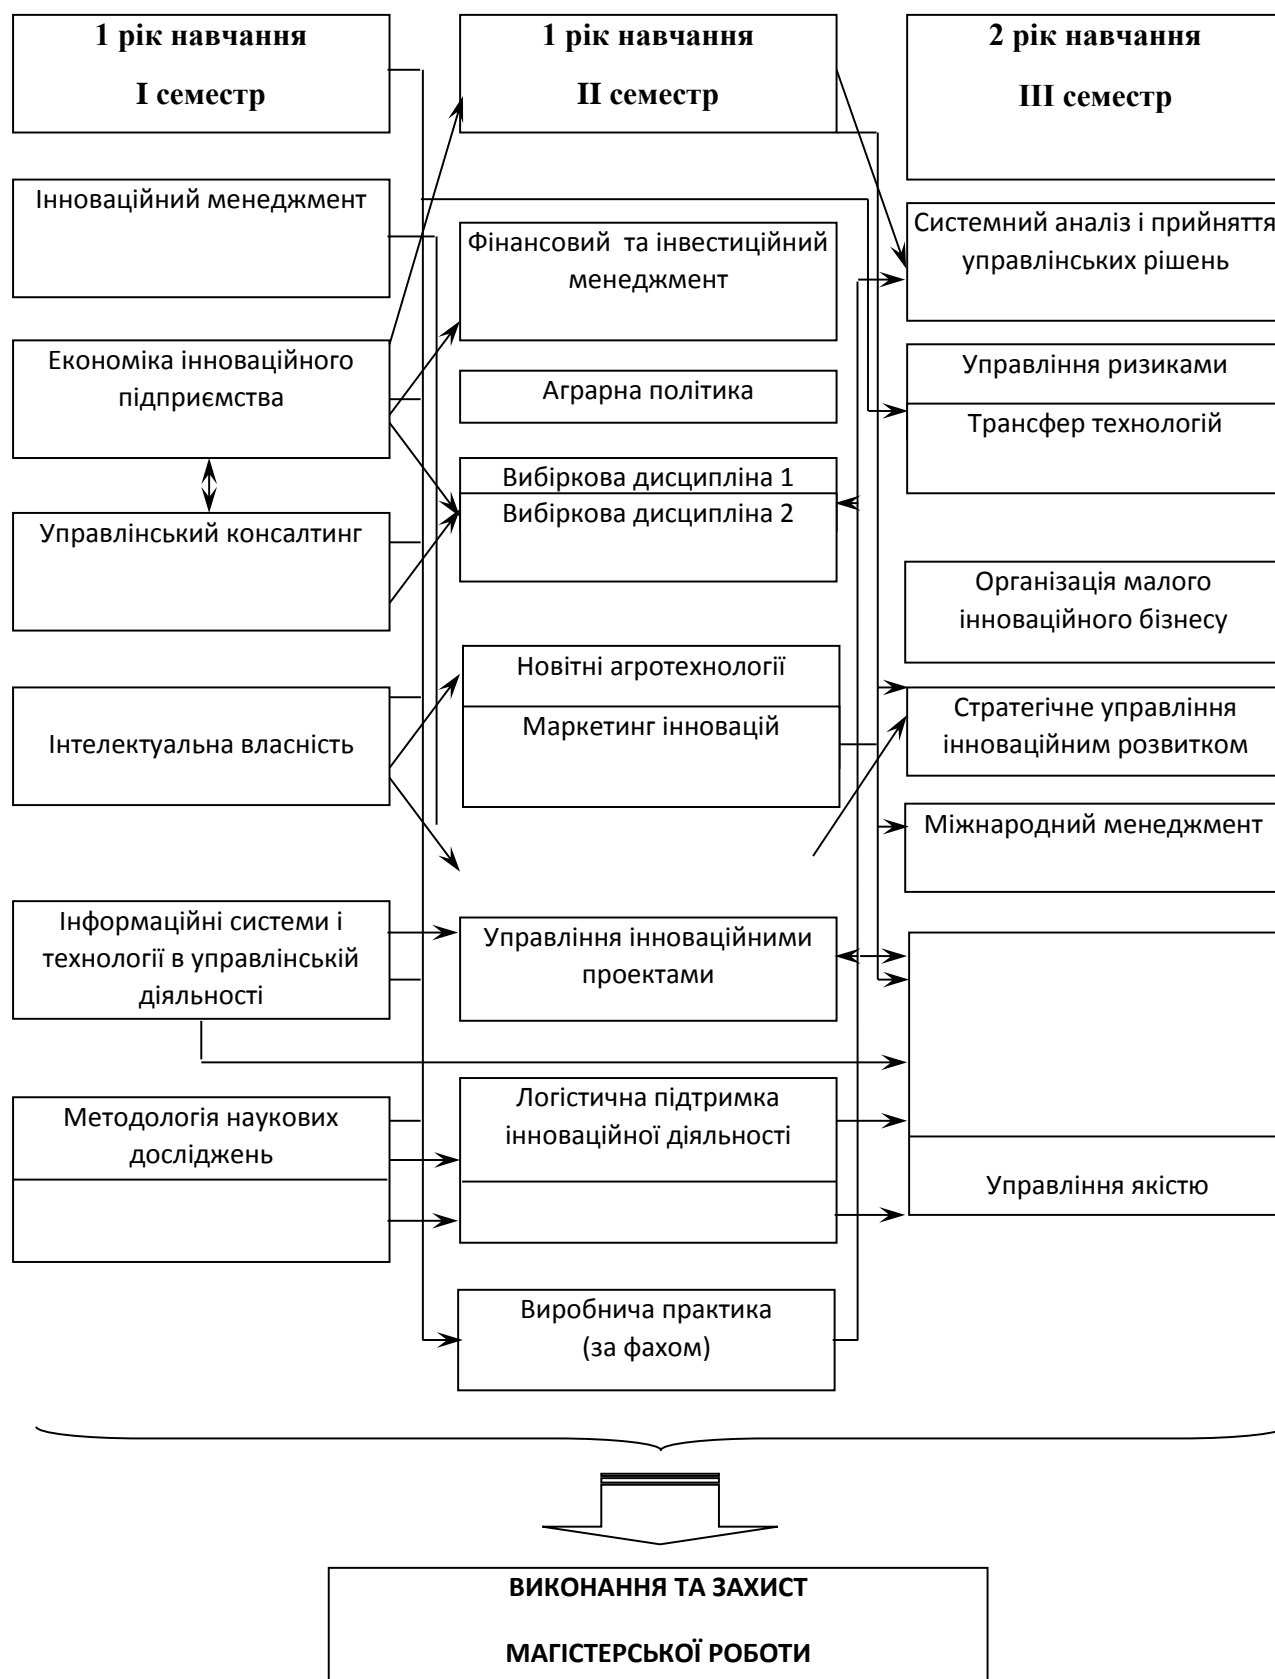 1 рік навчання
І семестр
Інноваційний менеджмент
Економіка інноваційного
підприємства
Управлінський консалтинг
Інтелектуальна власність
Інформаційні системи і
технології в управлінській
діяльності
Методологія наукових
досліджень
1 рік навчання
ІІ семестр
Фінансовий та інвестиційний
менеджмент
Аграрна політика
Вибіркова дисципліна 1
Вибіркова дисципліна 2
Новітні агротехнології
Маркетинг інновацій
Управління інноваційними
проектами
Логістична підтримка
інноваційної діяльності
Виробнича практика
(за фахом)
2 рік навчання
ІІІ семестр
Системний аналіз і прийняття
управлінських рішень
Управління ризиками
Трансфер технологій
Організація малого
інноваційного бізнесу
Стратегічне управління
інноваційним розвитком
Міжнародний менеджмент
Управління якістю
ВИКОНАННЯ ТА ЗАХИСТ
МАГІСТЕРСЬКОЇ РОБОТИ